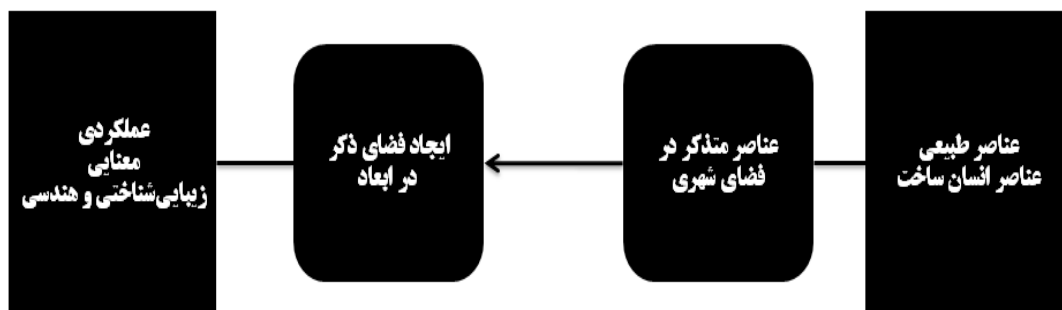 عناصر طبیعی
عناصر انسان ساخت
عناصر متذکر در
فضای شهری
ایجاد فضای ذکر
در ابعاد
عملکردی
معنایی
زیبایی‌شناختی و هندسی